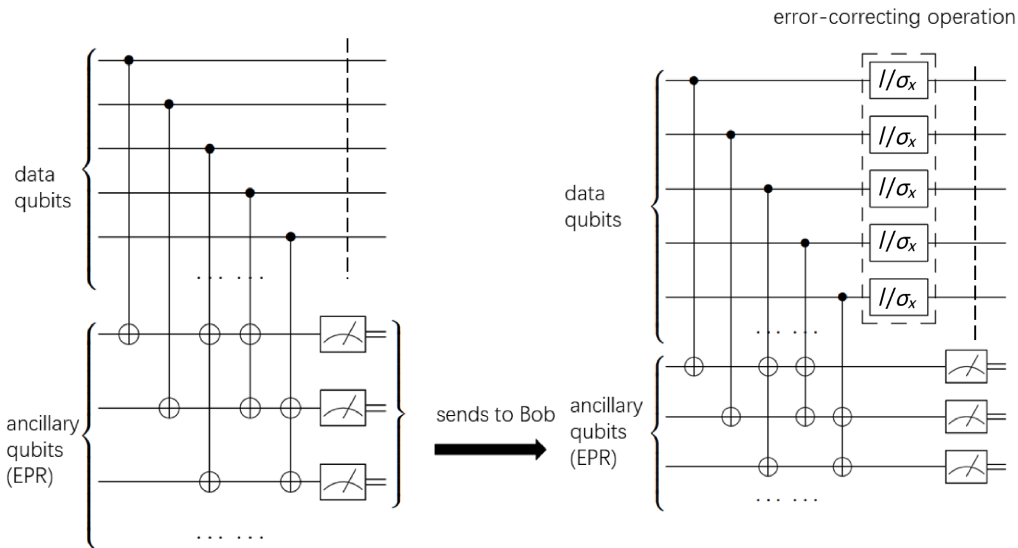 error-correcting operation
data
qubits
. . .   . . .
ancillary
qubits
(EPR)
. . .   . . .
sends to Bob
data
qubits
I/σx
I/σx
I/σx
I/σx
I/σx
. . .   . . .
ancillary
qubits
(EPR)
. . .   . . .